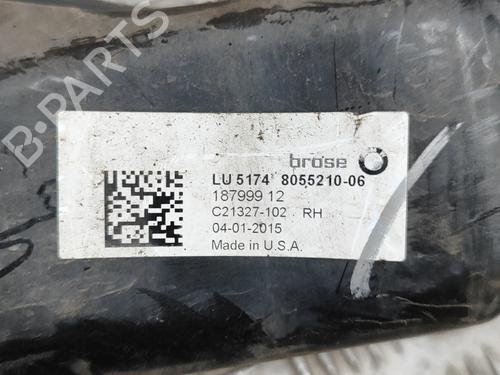 B-PARTS
brose
LU 5174 8055210-06
187999 12
C21327-102 RH
04-01-2015
Made in U.S.A.